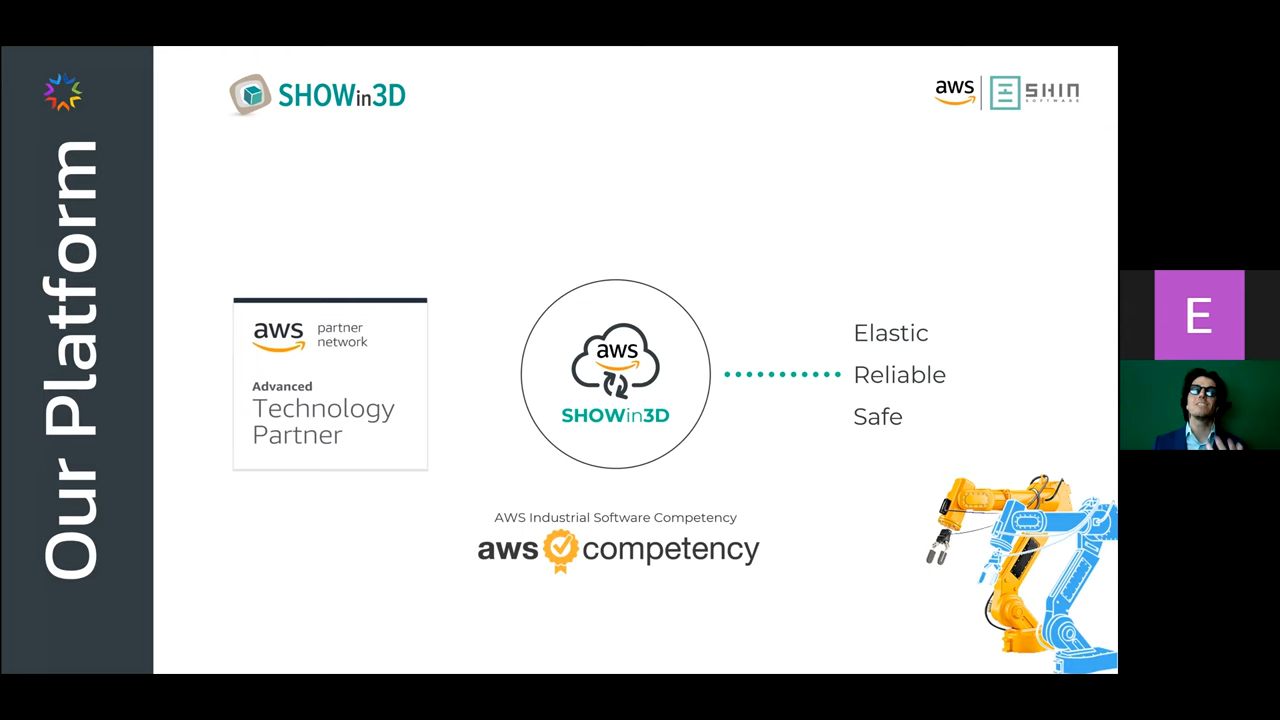 Our Platform
SHOWin3D
aws
SHIN
SOFTWARE
aws partner
network
Advanced
Technology
Partner
aws
SHOWin3D
Elastic
Reliable
Safe
AWS Industrial Software Competency
aws competency
E